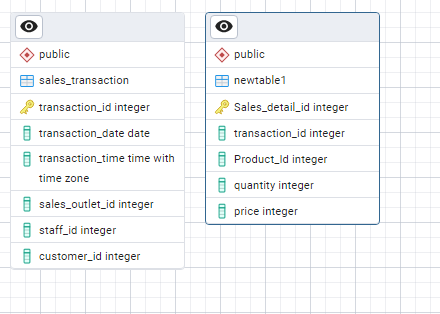 public
sales_transaction
transaction_id integer
transaction_date date
transaction_time time with
time zone
sales_outlet_id integer
staff_id integer
customer_id integer
public
newtable1
Sales_detail_id integer
transaction_id integer
Product_Id integer
quantity integer
price integer